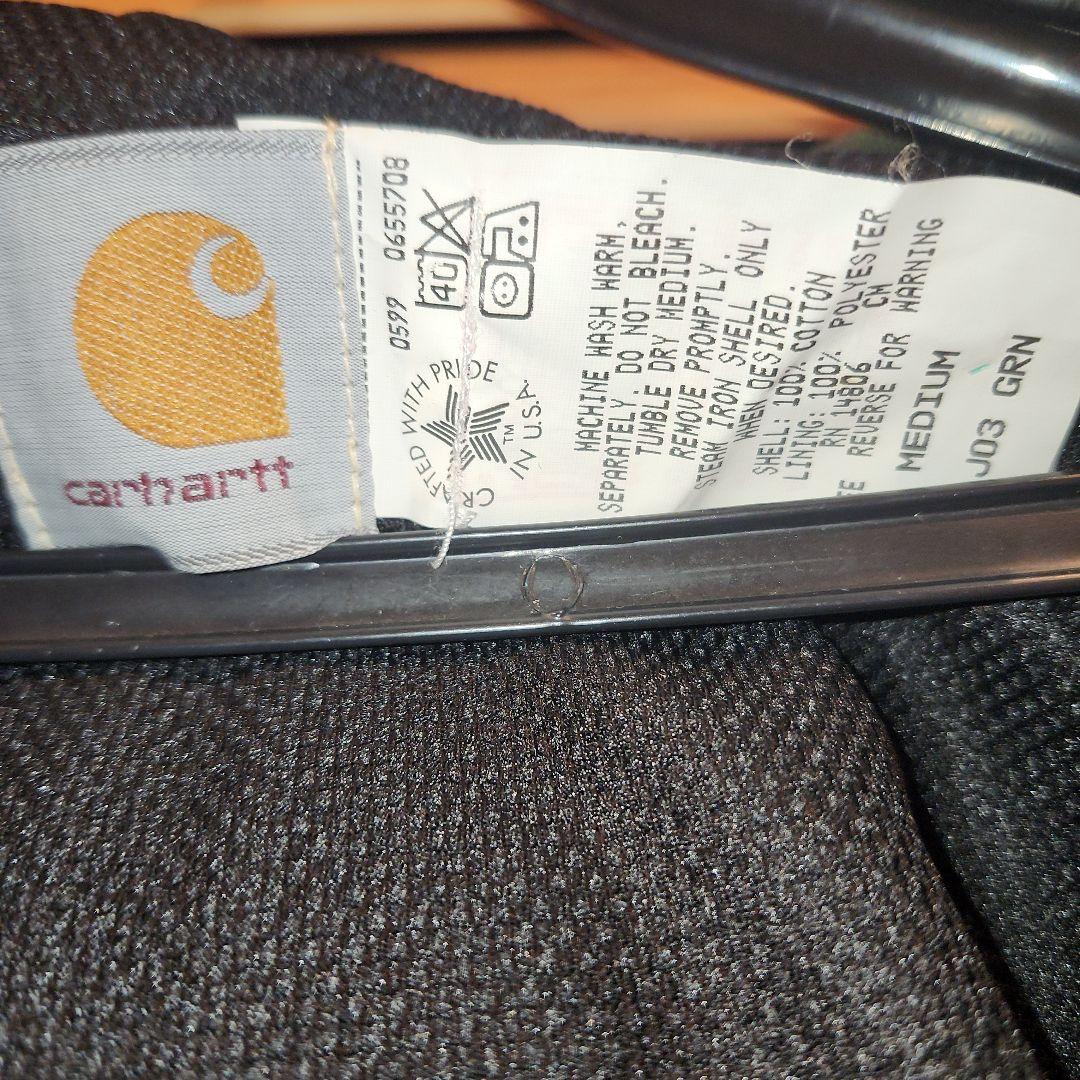 carhartt
0599 0655708
40
CRAFTED WITH PRIDE
IN U.S.A.
TM
MACHINE WASH WARM,
SEPARATELY. DO NOT BLEACH.
TUMBLE DRY MEDIUM.
REMOVE PROMPTLY.
STEAM IRON SHELL ONLY
WHEN DESIRED.
SHELL: 100% COTTON
LINING: 100% POLYESTER
RN 14806 CM
REVERSE FOR WARNING
MEDIUM
J03 GRN